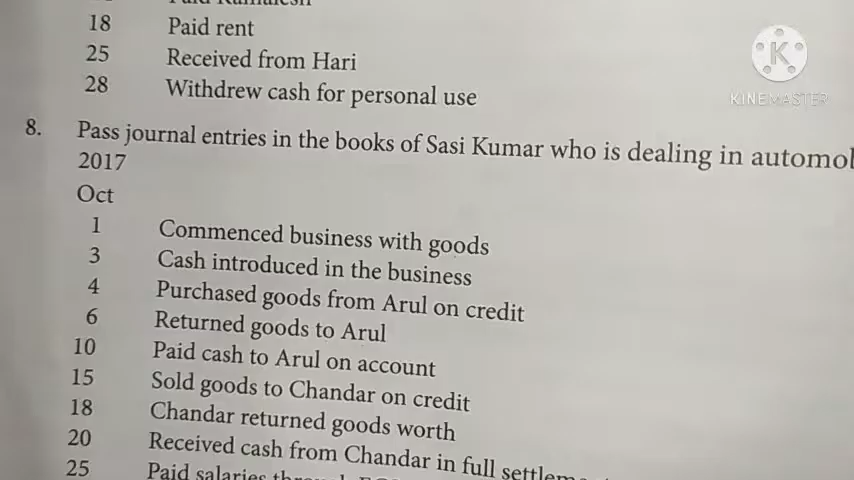 18 Paid rent
25 Received from Hari
28 Withdrew cash for personal use
KINEMASTER
8. Pass journal entries in the books of Sasi Kumar who is dealing in
2017
Oct
1 Commenced business with goods
3 Cash introduced in the business
4 Purchased goods from Arul on credit
6 Returned goods to Arul
10 Paid cash to Arul on account
15 Sold goods to Chandar on credit
18 Chandar returned goods worth
20 Received cash from Chandar in full
25 Paid salaries through